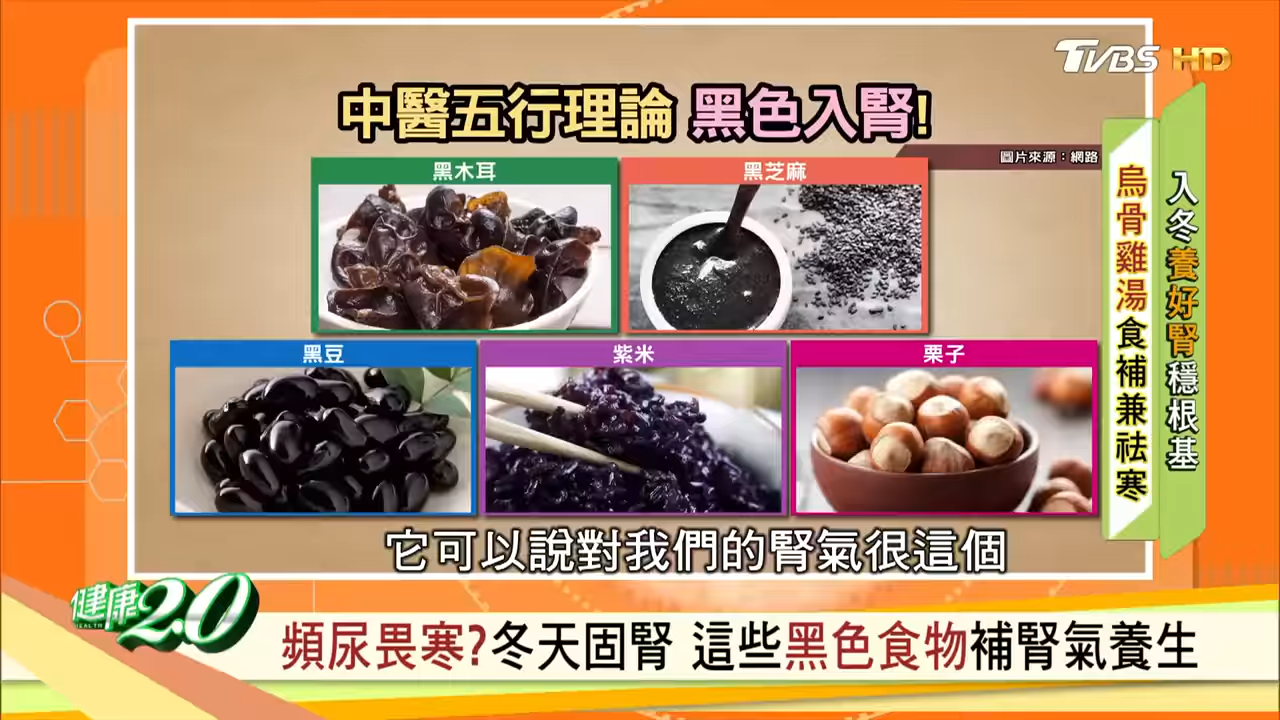 TVBS HD
中醫五行理論 黑色入腎!
圖片來源：網路
黑木耳
黑芝麻
黑豆
紫米
栗子
入冬養好腎穩根基
烏骨雞湯食補兼祛寒
它可以說對我們的腎氣很這個
健康2.0
HEALTH
頻尿畏寒?冬天固腎 這些黑色食物補腎氣養生